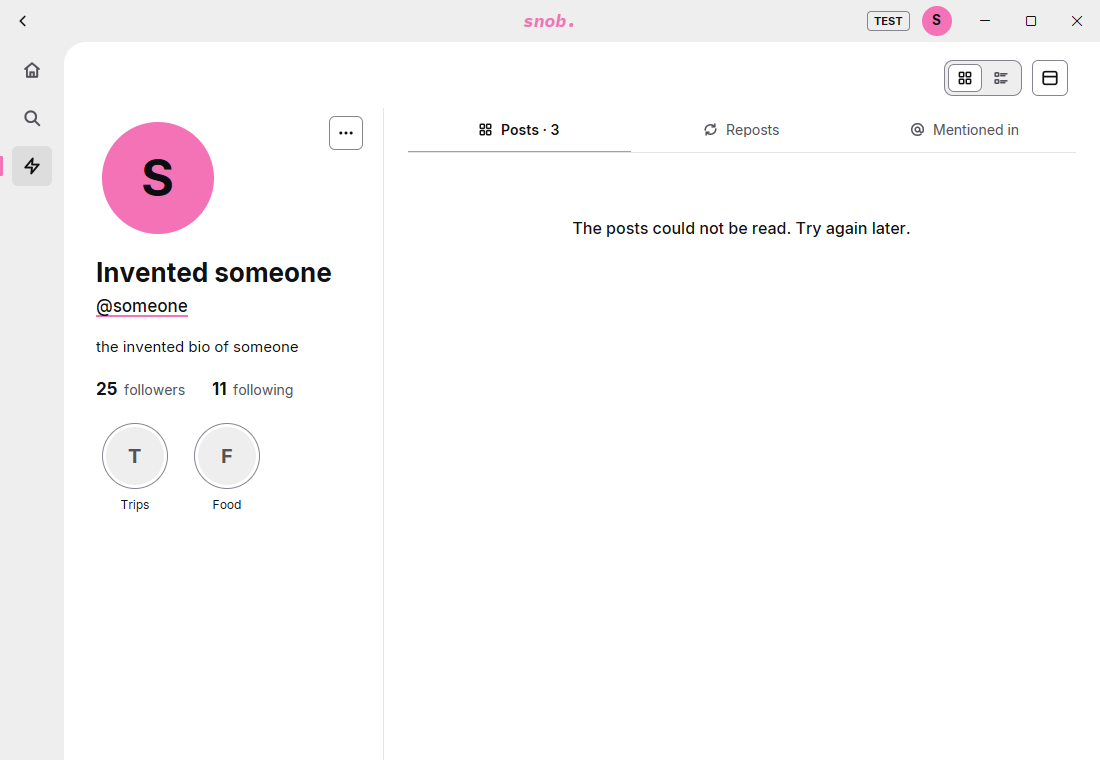 snob.
TEST
S
S
Invented someone
@someone
the invented bio of someone
25 followers 11 following
T
F
Trips
Food
Posts · 3
Reposts
Mentioned in
The posts could not be read. Try again later.